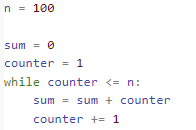 n = 100
sum = 0
counter = 1
while counter <= n:
    sum = sum + counter
    counter += 1